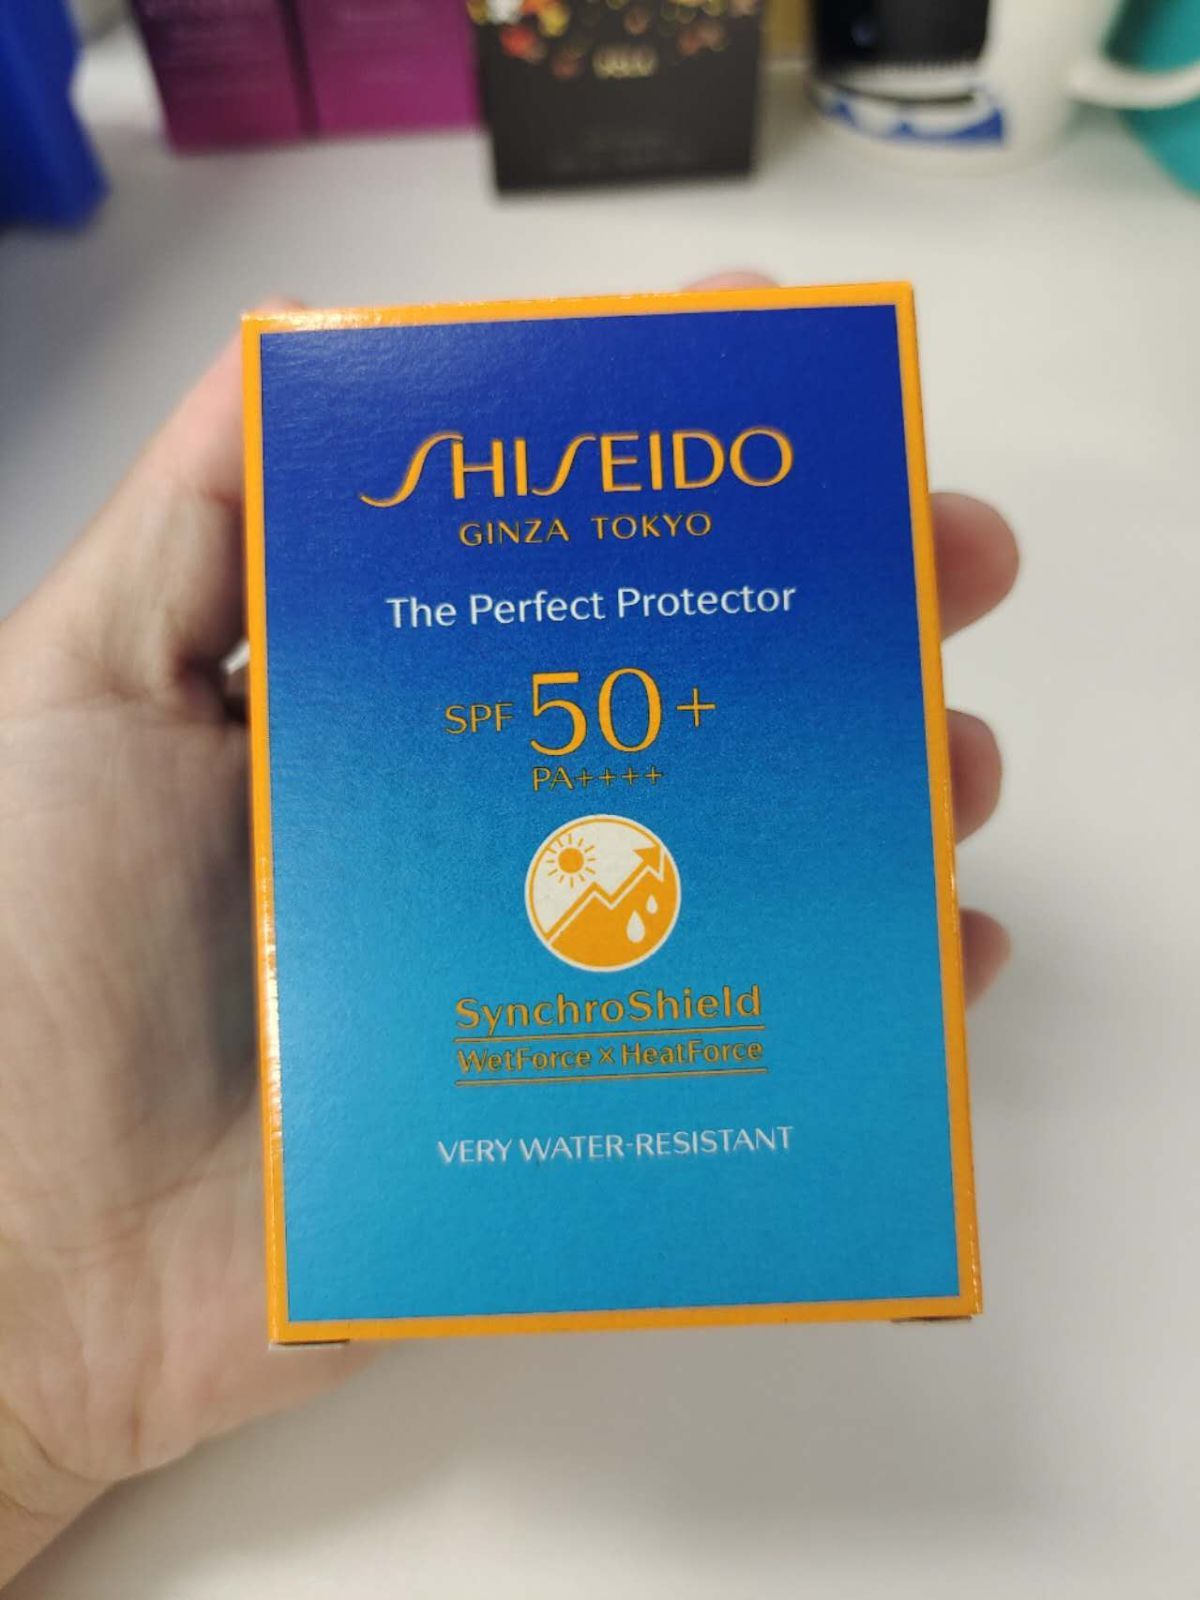 SHISEIDO
GINZA TOKYO
The Perfect Protector
SPF 50+
PA++++
SynchroShield
WetForce × HeatForce
VERY WATER-RESISTANT